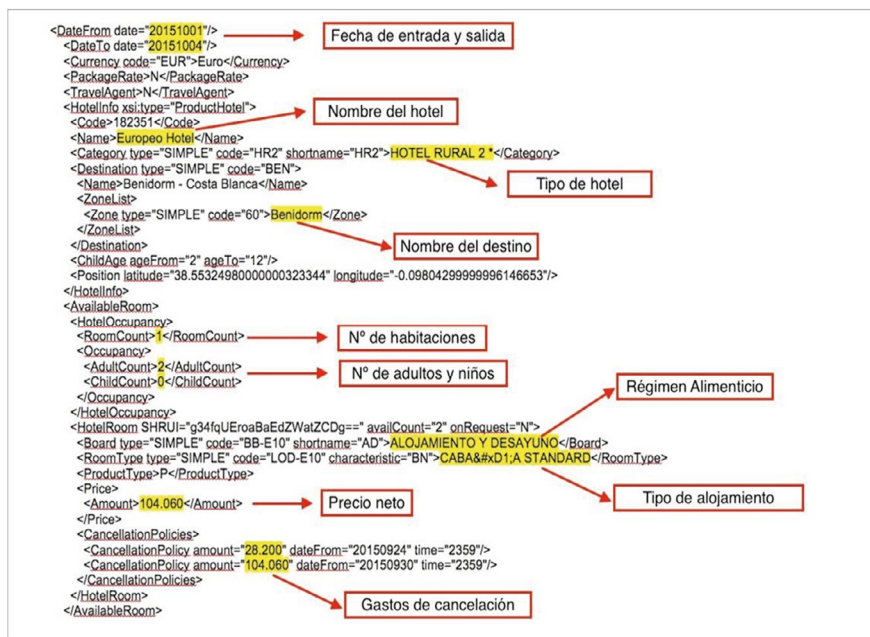 <DateFrom date="20151001"/>
Fecha de entrada y salida
<DateTo date="20151004"/>
<Currency code="EUR">Euro</Currency>
<PackageRate>N</PackageRate>
<TravelAgent>N</TravelAgent>
<HotelInfo xsi:type="ProductHotel">
Nombre del hotel
<Code>182351</Code>
<Name>Europeo Hotel</Name>
<Category type="SIMPLE" code="HR2" shortname="HR2">HOTEL RURAL 2 *</Category>
<Destination type="SIMPLE" code="BEN">
Tipo de hotel
<Name>Benidorm - Costa Blanca</Name>
<ZoneList>
<Zone type="SIMPLE" code="60">Benidorm</Zone>
</ZoneList>
Nombre del destino
</Destination>
<ChildAge ageFrom="2" ageTo="12"/>
<Position latitude="38.55324980000000323344" longitude="-0.09804299999996146653"/>
</HotelInfo>
<AvailableRoom>
<HotelOccupancy>
<RoomCount>1</RoomCount>
Nº de habitaciones
<Occupancy>
<AdultCount>2</AdultCount>
Nº de adultos y niños
<ChildCount>0</ChildCount>
Régimen Alimenticio
</Occupancy>
</HotelOccupancy>
<HotelRoom SHRUI="g34fqUEroaBaEdZWatZCDg==" availCount="2" onRequest="N">
<Board type="SIMPLE" code="BB-E10" shortname="AD">ALOJAMIENTO Y DESAYUNO</Board>
<RoomType type="SIMPLE" code="LOD-E10" characteristic="BN">CABA&#xD1;A STANDARD</RoomType>
<ProductType>P</ProductType>
<Price>
Tipo de alojamiento
<Amount>104.060</Amount>
Precio neto
</Price>
<CancellationPolicies>
<CancellationPolicy amount="28.200" dateFrom="20150924" time="2359"/>
<CancellationPolicy amount="104.060" dateFrom="20150930" time="2359"/>
</CancellationPolicies>
</HotelRoom>
Gastos de cancelación
</AvailableRoom>